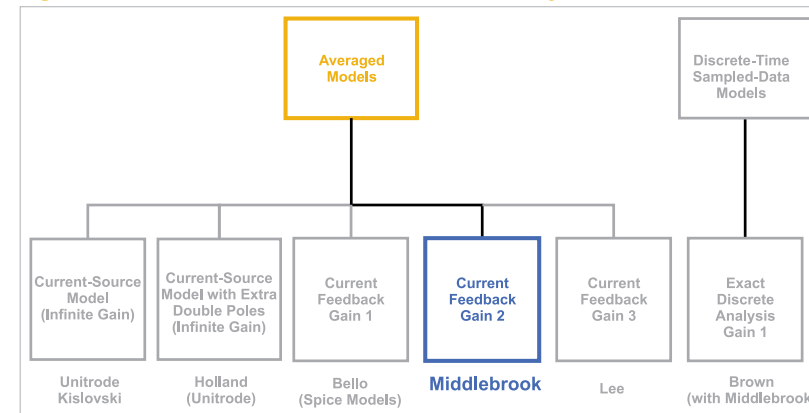 Averaged
Models
Discrete-Time
Sampled-Data
Models
Current-Source
Model
(Infinite Gain)
Current-Source
Model with Extra
Double Poles
(Infinite Gain)
Current
Feedback
Gain 1
Current
Feedback
Gain 2
Current
Feedback
Gain 3
Exact
Discrete
Analysis
Gain 1
Unitrode
Kislovski
Holland
(Unitrode)
Bello
(Spice Models)
Middlebrook
Lee
Brown
(with Middlebrook